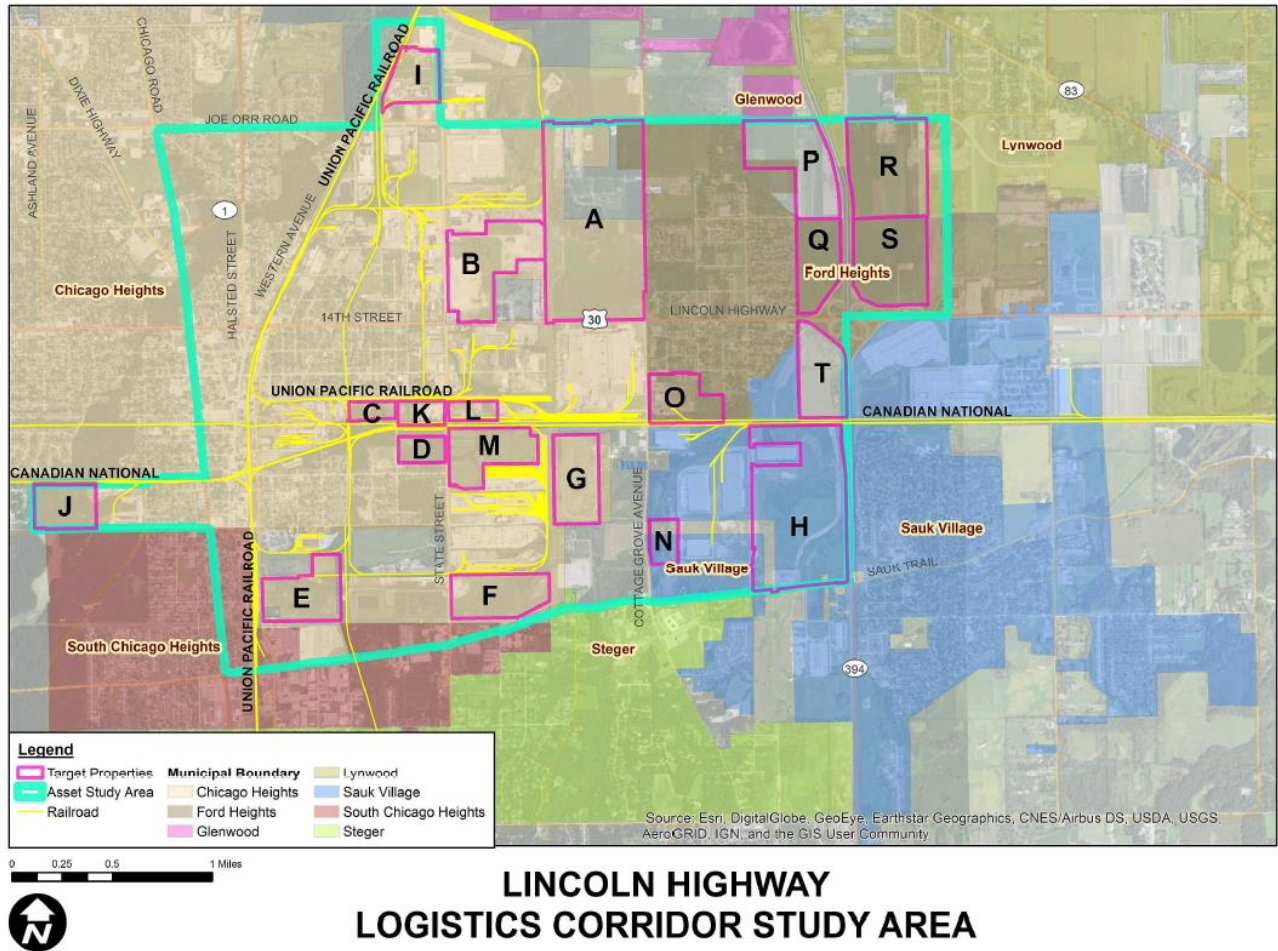 CHICAGO ROAD
DIXIE HIGHWAY
ASHLAND AVENUE
JOE ORR ROAD
UNION PACIFIC RAILROAD
WESTERN AVENUE
HALSTED STREET
1
I
Glenwood
83
Lynwood
A
P
R
B
Q
S
Ford Heights
Chicago Heights
14TH STREET
30
LINCOLN HIGHWAY
T
UNION PACIFIC RAILROAD
C
K
L
O
CANADIAN NATIONAL
D
M
G
CANADIAN NATIONAL
J
STATE STREET
COTTAGE GROVE AVENUE
H
N
Sauk Village
Sauk Village
SAUK TRAIL
UNION PACIFIC RAILROAD
E
F
South Chicago Heights
Steger
394
Legend
Target Properties
Asset Study Area
Railroad
Municipal Boundary
Chicago Heights
Ford Heights
Glenwood
Lynwood
Sauk Village
South Chicago Heights
Steger
Source: Esri, DigitalGlobe, GeoEye, Earthstar Geographics, CNES/Airbus DS, USDA, USGS,
AeroGRID, IGN, and the GIS User Community
0 0.25 0.5 1 Miles
N
LINCOLN HIGHWAY
LOGISTICS CORRIDOR STUDY AREA